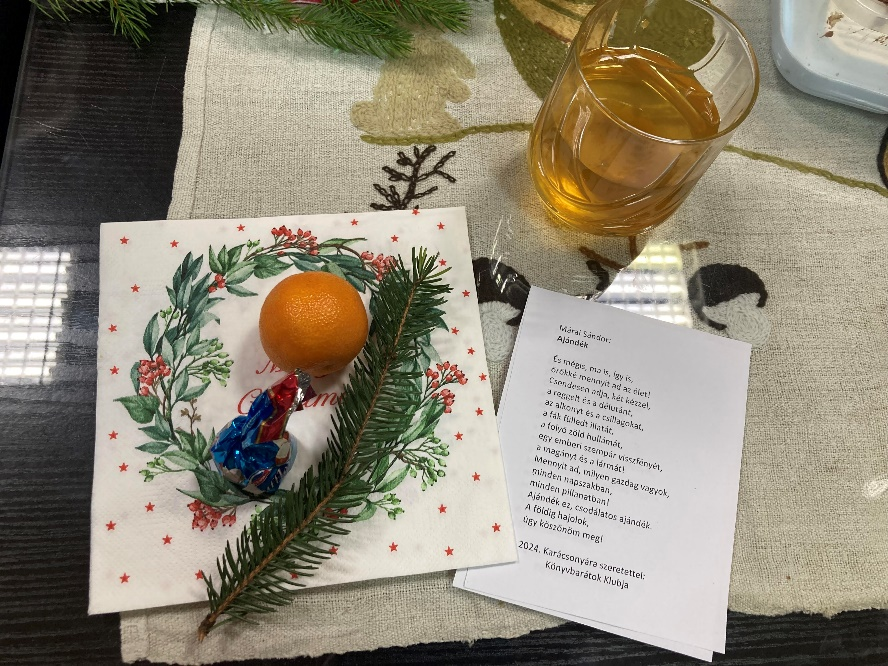 Márai Sándor:
Ajándék
És mégis, ma is, így is,
örökké mennyit ad az élet!
Csendesen adja, két kézzel,
a reggelt és a délutánt,
az alkonyt és a csillagokat,
a fák fülledt illatát,
a folyó zöld hullámát,
egy emberi szempár visszfényét,
a magányt és a lármát!
Mennyit ad, milyen gazdag vagyok,
minden napszakban,
minden pillanatban!
Ajándék ez, csodálatos ajándék.
A földig hajolok,
úgy köszönöm meg!
2024. Karácsonyára szeretettel:
Könyvbarátok Klubja